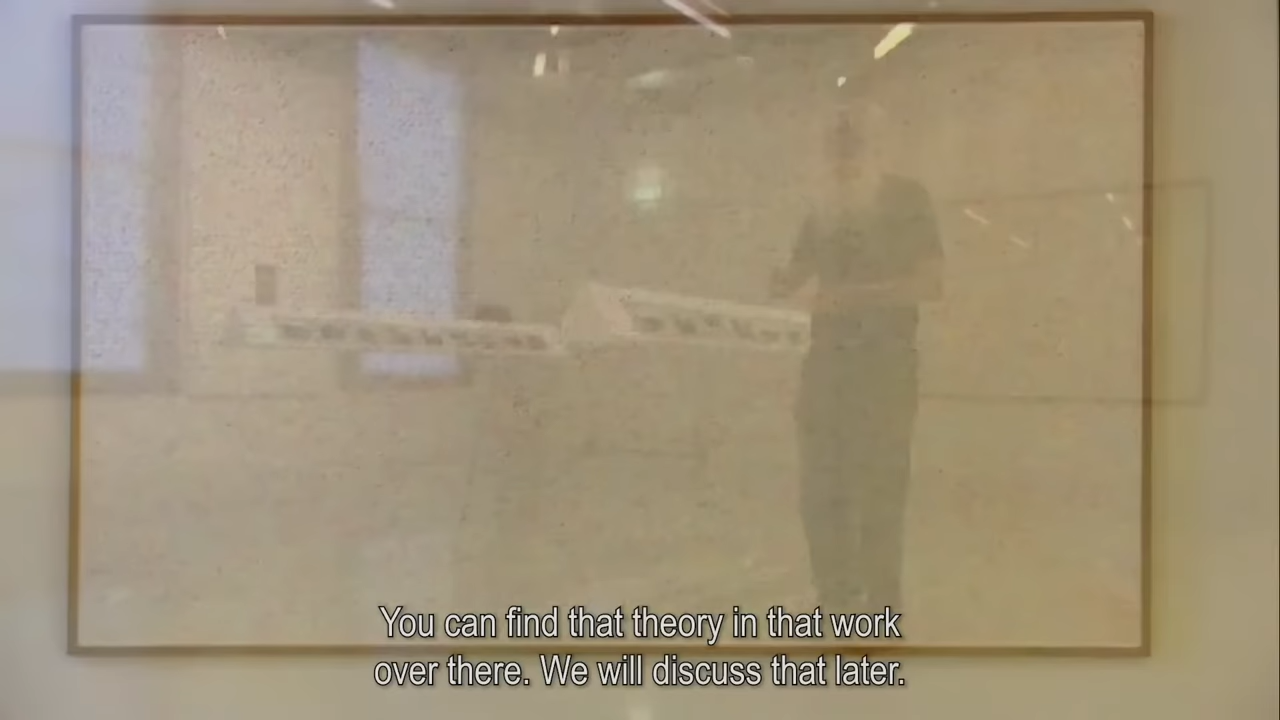 You can find that theory in that work
over there. We will discuss that later.